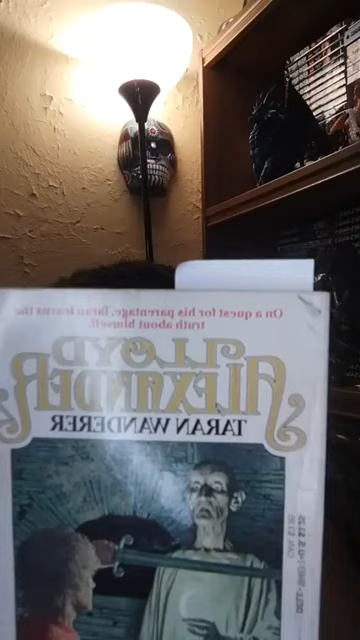 On a quest for his parentage, Taran learns the
truth about himself.
LLOYD
ALEXANDER
TARAN WANDERER